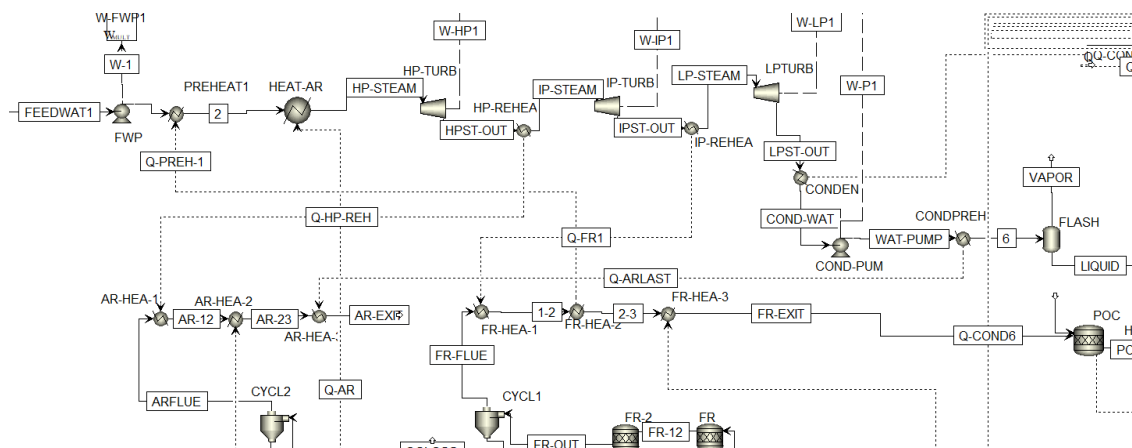 W-FWP1
W-1
FEEDWAT1
FWP
PREHEAT1
2
HEAT-AR
HP-STEAM
HP-TURB
W-HP1
HPST-OUT
HP-REHEA
IP-STEAM
IP-TURB
W-IP1
IPST-OUT
IP-REHEA
LP-STEAM
LPTURB
W-LP1
W-P1
LPST-OUT
CONDEN
COND-WAT
COND-PUM
WAT-PUMP
CONDPREH
6
VAPOR
FLASH
LIQUID
Q-PREH-1
Q-HP-REH
Q-FR1
Q-ARLAST
AR-HEA-1
AR-12
AR-HEA-2
AR-23
AR-HEA-
AR-EXIT
FR-HEA-1
1-2
FR-HEA-2
2-3
FR-HEA-3
FR-EXIT
Q-COND6
POC
H
PO
FR-FLUE
ARFLUE
CYCL2
Q-AR
CYCL1
FR-OUT
FR-2
FR-12
FR